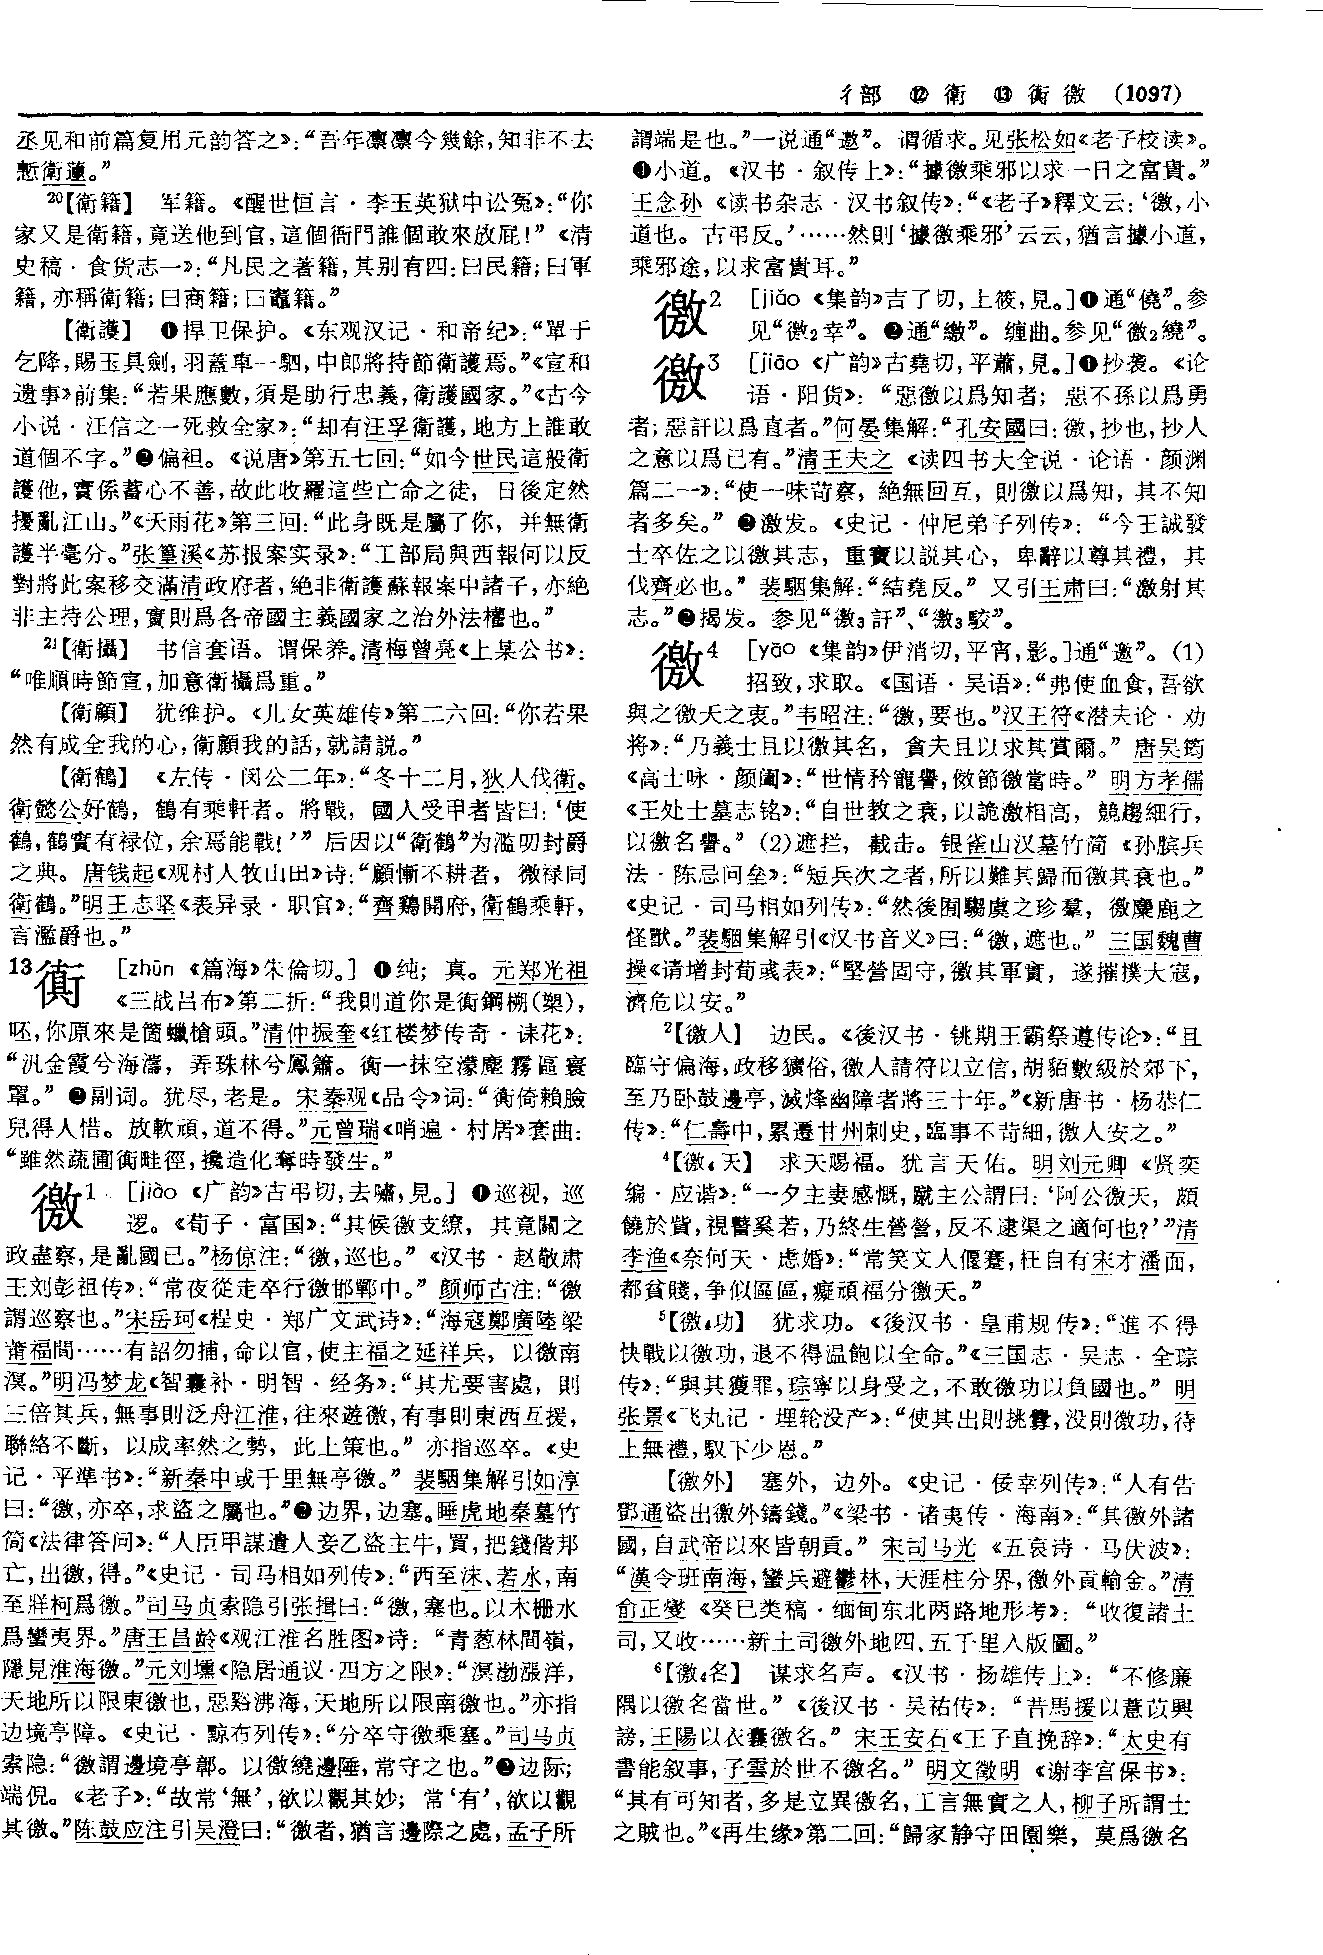 彳部 ⑫衛 ⑬衠徼 (1097)
丞见和前篇复用元韵答之》：“吾年凛凛今幾餘，知非不去
慙衛蘧。”
20【衛籍】 军籍。《醒世恒言·李玉英狱中讼冤》：“你
家又是衛籍，竟送他到官，這個衙門誰個敢來放屁！”《清
史稿·食货志一》：“凡民之著籍，其别有四：曰民籍；曰軍
籍，亦稱衛籍；曰商籍；曰竈籍。”
【衛護】 ❶捍卫保护。《东观汉记·和帝纪》：“單于
乞降，賜玉具劍，羽蓋車一駟，中郎將持節衛護焉。”《宣和
遗事》前集：“若果應數，須是助行忠義，衛護國家。”《古今
小说·汪信之一死救全家》：“却有汪孚衛護，地方上誰敢
道個不字。”❷偏袒。《说唐》第五七回：“如今世民這般衛
護他，實係蓄心不善，故此收羅這些亡命之徒，日後定然
擾亂江山。”《天雨花》第三回：“此身既是屬了你，并無衛
護半毫分。”张篁溪《苏报案实录》：“工部局與西報何以反
對將此案移交滿清政府者，絶非衛護蘇報案中諸子，亦絶
非主持公理，實則爲各帝國主義國家之治外法權也。”
21【衛攝】 书信套语。谓保养。清梅曾亮《上某公书》：
“唯順時節宣，加意衛攝爲重。”
【衛顧】 犹维护。《儿女英雄传》第二六回：“你若果
然有成全我的心，衛顧我的話，就請説。”
【衛鶴】 《左传·闵公二年》：“冬十二月，狄人伐衛。
衛懿公好鶴，鶴有乘軒者。將戰，國人受甲者皆曰：‘使
鶴，鶴實有禄位，余焉能戰！’”后因以“衛鶴”为滥叨封爵
之典。唐钱起《观村人牧山田》诗：“顧慚不耕者，微禄同
衛鶴。”明王志坚《表异录·职官》：“齊鷄開府，衛鶴乘軒，
言濫爵也。”
13衠 [zhūn 《篇海》朱倫切。] ❶纯；真。元郑光祖
《三战吕布》第二折：“我則道你是衠鋼槊（槊），
呸，你原來是箇蠟槍頭。”清仲振奎《红楼梦传奇·诔花》：
“汎金霞兮海濤，弄珠林兮鳳簫。衠一抹空濛塵霧區寰
罩。”❷副词。犹尽，老是。宋秦观《品令》词：“衠倚賴臉
兒得人惜。放軟頑，道不得。”元曾瑞《哨遍·村居》套曲：
“雖然疏圃衠畦徑，攙造化奪時發生。”
徼1 [jiào 《广韵》古弔切，去嘯，見。] ❶巡视，巡
逻。《荀子·富国》：“其候徼支繚，其竟關之
政盡察，是亂國已。”杨倞注：“徼，巡也。”《汉书·赵敬肃
王刘彭祖传》：“常夜從走卒行徼邯鄲中。”颜师古注：“徼
謂巡察也。”宋岳珂《桯史·郑广文武诗》：“海寇鄭廣陸梁
莆福間……有詔勿捕，命以官，使主福之延祥兵，以徼南
溟。”明冯梦龙《智囊补·明智·经务》：“其尤要害處，則
三倍其兵，無事則泛舟江淮，往來遊徼，有事則東西互援，
聯絡不斷，以成率然之勢，此上策也。”亦指巡卒。《史
记·平準书》：“新秦中或千里無亭徼。”裴駰集解引如淳
曰：“徼，亦卒，求盜之屬也。”❷边界，边塞。睡虎地秦墓竹
简《法律答问》：“人臣甲謀遣人妾乙盜主牛，買，把錢偕邦
亡，出徼，得。”《史记·司马相如列传》：“西至沫、若水，南
至牂柯爲徼。”司马贞索隐引张揖曰：“徼，塞也。以木栅水
爲蠻夷界。”唐王昌龄《观江淮名胜图》诗：“青葱林間嶺，
隱見淮海徼。”元刘壎《隐居通议·四方之限》：“溟渤漲洋，
天地所以限東徼也，惡谿沸海，天地所以限南徼也。”亦指
边境亭障。《史记·黥布列传》：“分卒守徼乘塞。”司马贞
索隐：“徼謂邊境亭鄣。以徼繞邊陲，常守之也。”❸边际；
端倪。《老子》：“故常‘無’，欲以觀其妙；常‘有’，欲以觀
其徼。”陈鼓应注引吴澄曰：“徼者，猶言邊際之處，孟子所
謂端是也。”一说通“邀”。谓循求。见张松如《老子校读》。
❹小道。《汉书·叙传上》：“據徼乘邪以求一日之富貴。”
王念孙《读书杂志·汉书叙传》：“《老子》釋文云：‘徼，小
道也。古弔反。’……然則‘據徼乘邪’云云，猶言據小道，
乘邪途，以求富貴耳。”
徼2 [jiǎo 《集韵》吉了切，上筱，見。]❶通“僥”。参
见“徼2幸”。❷通“繳”。缠曲。参见“徼2繞”。
徼3 [jiāo 《广韵》古堯切，平蕭，見。]❶抄袭。《论
语·阳货》：“惡徼以爲知者；惡不孫以爲勇
者；惡訐以爲直者。”何晏集解：“孔安國曰：徼，抄也，抄人
之意以爲己有。”清王夫之《读四书大全说·论语·颜渊
篇二一》：“使一味苛察，絶無回互，則徼以爲知，其不知
者多矣。”❷激发。《史记·仲尼弟子列传》：“今王誠發
士卒佐之以徼其志，重寶以説其心，卑辭以尊其禮，其
伐齊必也。”裴駰集解：“結堯反。”又引王肃曰：“激射其
志。”❸揭发。参见“徼3訐”、“徼3駮”。
徼4 [yāo 《集韵》伊消切，平宵，影。]通“邀”。(1)
招致，求取。《国语·吴语》：“弗使血食，吾欲
與之徼天之衷。”韦昭注：“徼，要也。”汉王符《潜夫论·劝
将》：“乃義士且以徼其名，貪夫且以求其賞爾。”唐吴筠
《高士咏·颜阖》：“世情矜寵譽，傚節徼當時。”明方孝孺
《王处士墓志铭》：“自世教之衰，以詭激相高，競趨細行，
以徼名譽。”(2)遮拦，截击。银雀山汉墓竹简《孙膑兵
法·陈忌问垒》：“短兵次之者，所以難其歸而徼其衰也。”
《史记·司马相如列传》：“然後囿騶虞之珍羣，徼麋鹿之
怪獸。”裴駰集解引《汉书音义》曰：“徼，遮也。”三国魏曹
操《请增封荀彧表》：“堅營固守，徼其軍實，遂摧撲大寇，
濟危以安。”
2【徼人】 边民。《後汉书·铫期王霸祭遵传论》：“且
臨守偏海，政移獷俗，徼人請符以立信，胡貊數級於郊下，
至乃卧鼓邊亭，滅烽幽障者將三十年。”《新唐书·杨恭仁
传》：“仁壽中，累遷甘州刺史，臨事不苛細，徼人安之。”
4【徼4天】 求天赐福。犹言天佑。明刘元卿《贤奕
编·应谐》：“一夕主妻感慨，蹴主公謂曰：‘阿公徼天，頗
饒於貲，視瞽奚若，乃終生營營，反不逮渠之適何也？’”清
李渔《奈何天·虑婚》：“常笑文人偃蹇，枉自有宋才潘面，
都貧賤，争似區區，癡頑福分徼天。”
5【徼4功】 犹求功。《後汉书·皇甫规传》：“進不得
快戰以徼功，退不得温飽以全命。”《三国志·吴志·全琮
传》：“與其獲罪，琮寧以身受之，不敢徼功以負國也。”明
张景《飞丸记·埋轮没产》：“使其出則挑釁，没則徼功，待
上無禮，馭下少恩。”
【徼外】 塞外，边外。《史记·佞幸列传》：“人有告
鄧通盜出徼外鑄錢。”《梁书·诸夷传·海南》：“其徼外諸
國，自武帝以來皆朝貢。”宋司马光《五哀诗·马伏波》：
“漢令班南海，蠻兵避鬱林，天涯柱分界，徼外貢輸金。”清
俞正燮《癸巳类稿·缅甸东北两路地形考》：“收復諸土
司，又收……新土司徼外地四、五千里入版圖。”
6【徼4名】 谋求名声。《汉书·扬雄传上》：“不修廉
隅以徼名當世。”《後汉书·吴祐传》：“昔馬援以薏苡興
謗，王陽以衣囊徼名。”宋王安石《王子直挽辞》：“太史有
書能叙事，子雲於世不徼名。”明文徵明《谢李宫保书》：
“其有可知者，多是立異徼名，工言無實之人，柳子所謂士
之賊也。”《再生缘》第二回：“歸家静守田園樂，莫爲徼名